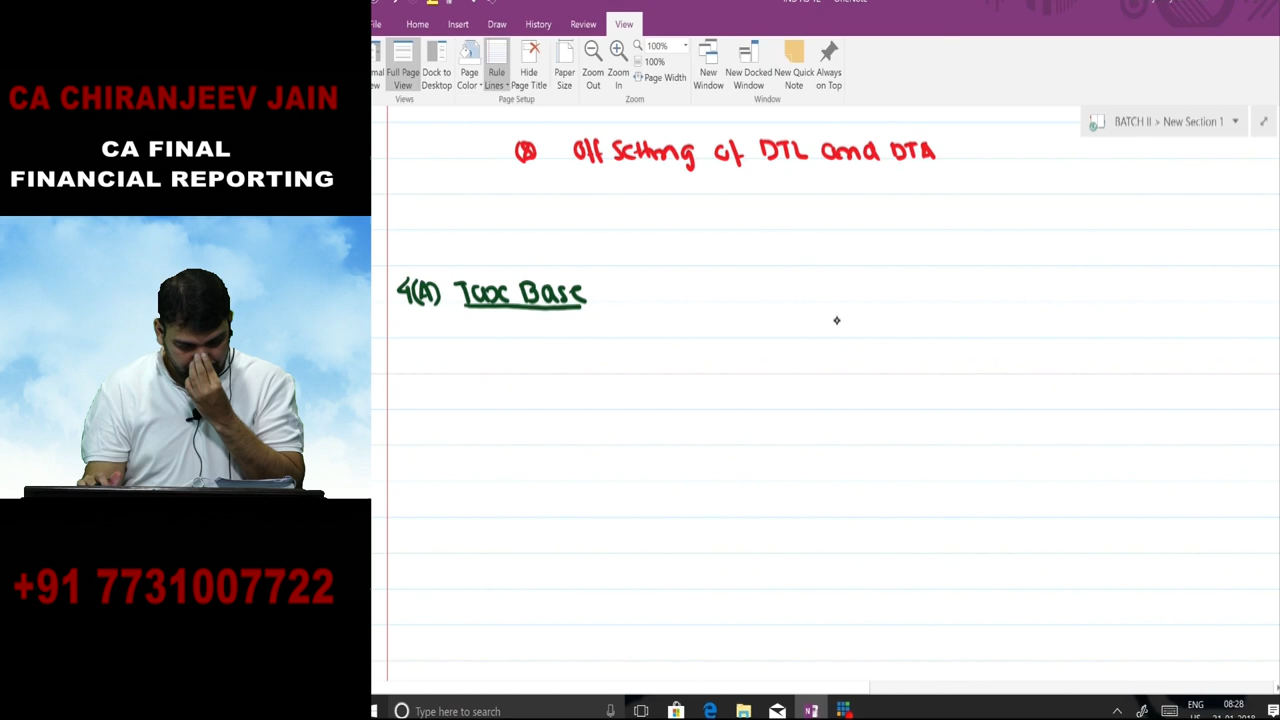 CA CHIRANJEEV JAIN
CA FINAL
FINANCIAL REPORTING
+91 7731007722
File Home Insert Draw History Review View
Full Page View
Dock to Desktop
Page Color
Rule Lines
Hide Page Title
Paper Size
Zoom Out
Zoom In
100%
100%
Page Width
New Window
New Docked Window
New Quick Note
Always on Top
Views Page Setup Zoom Window
BATCH II > New Section 1
(8) Off Setting of DTL and DTA
4(A) Tax Base
Type here to search
ENG
08:28